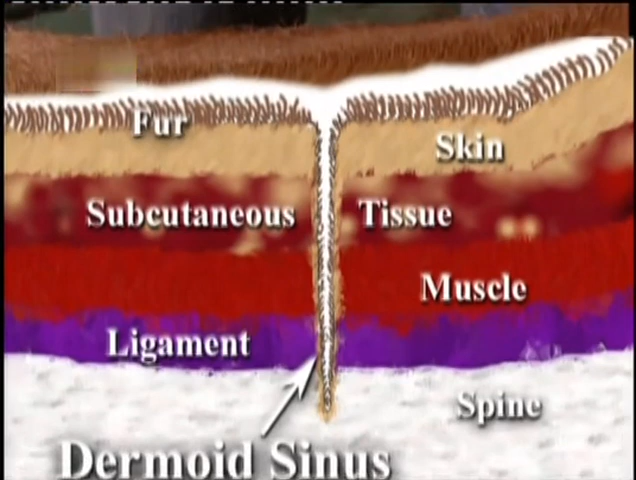 Fur
Skin
Subcutaneous Tissue
Muscle
Ligament
Spine
Dermoid Sinus